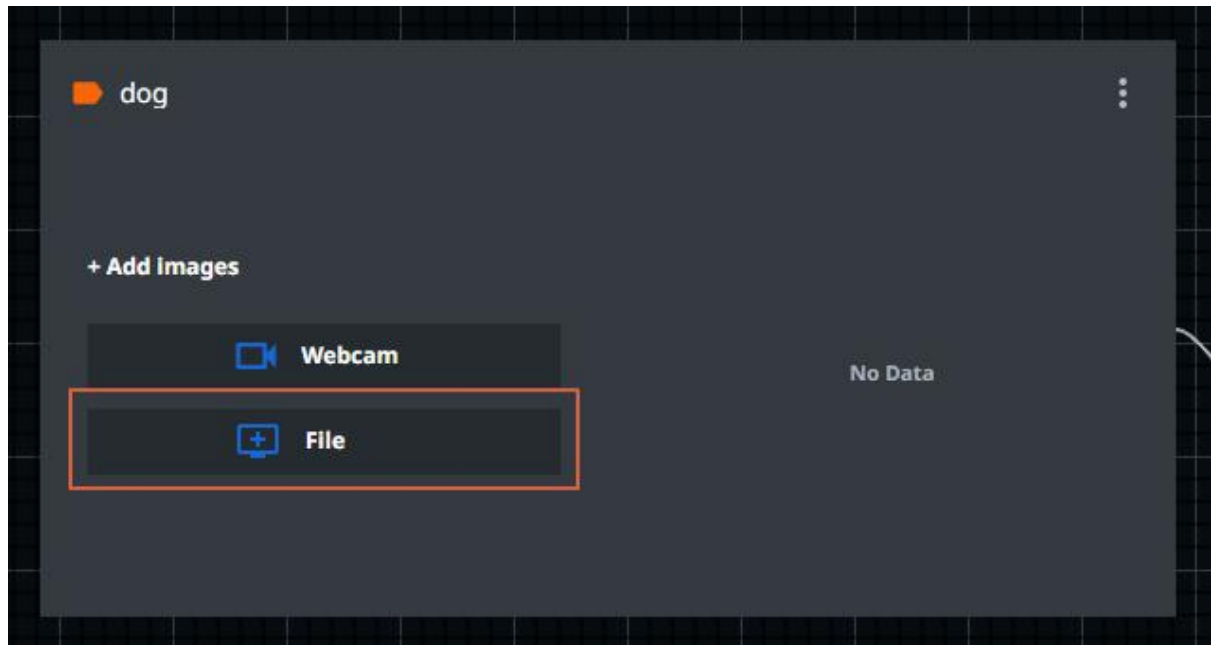 dog
+ Add images
Webcam
No Data
File